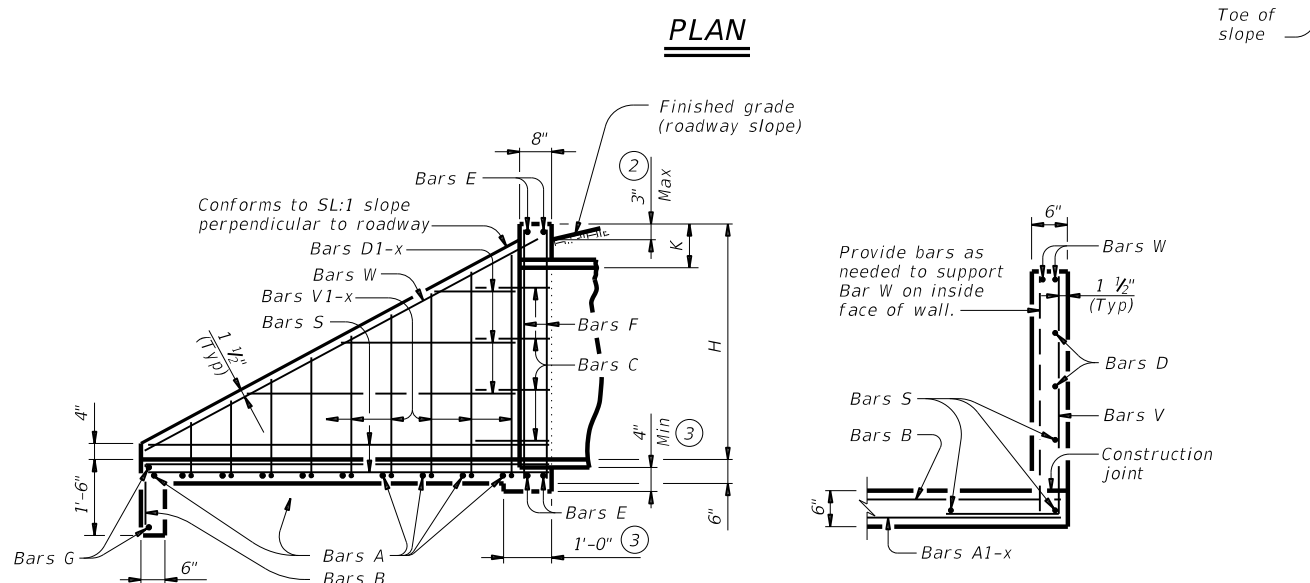 PLAN
Toe of
slope
Finished grade
(roadway slope)
8"
2
3"
Max
Bars E
Conforms to SL:1 slope
perpendicular to roadway
K
Bars D1-x
Bars W
Bars V1-x
Bars S
Bars F
H
1 ½"
(Typ)
Bars C
4"
4"
Min
3
1'-6"
6"
Bars E
1'-0"
3
Bars G
Bars A
6"
Bars B
6"
Provide bars as
needed to support
Bar W on inside
face of wall.
Bars W
1 ½"
(Typ)
Bars D
Bars S
Bars V
Bars B
Construction
joint
6"
Bars A1-x